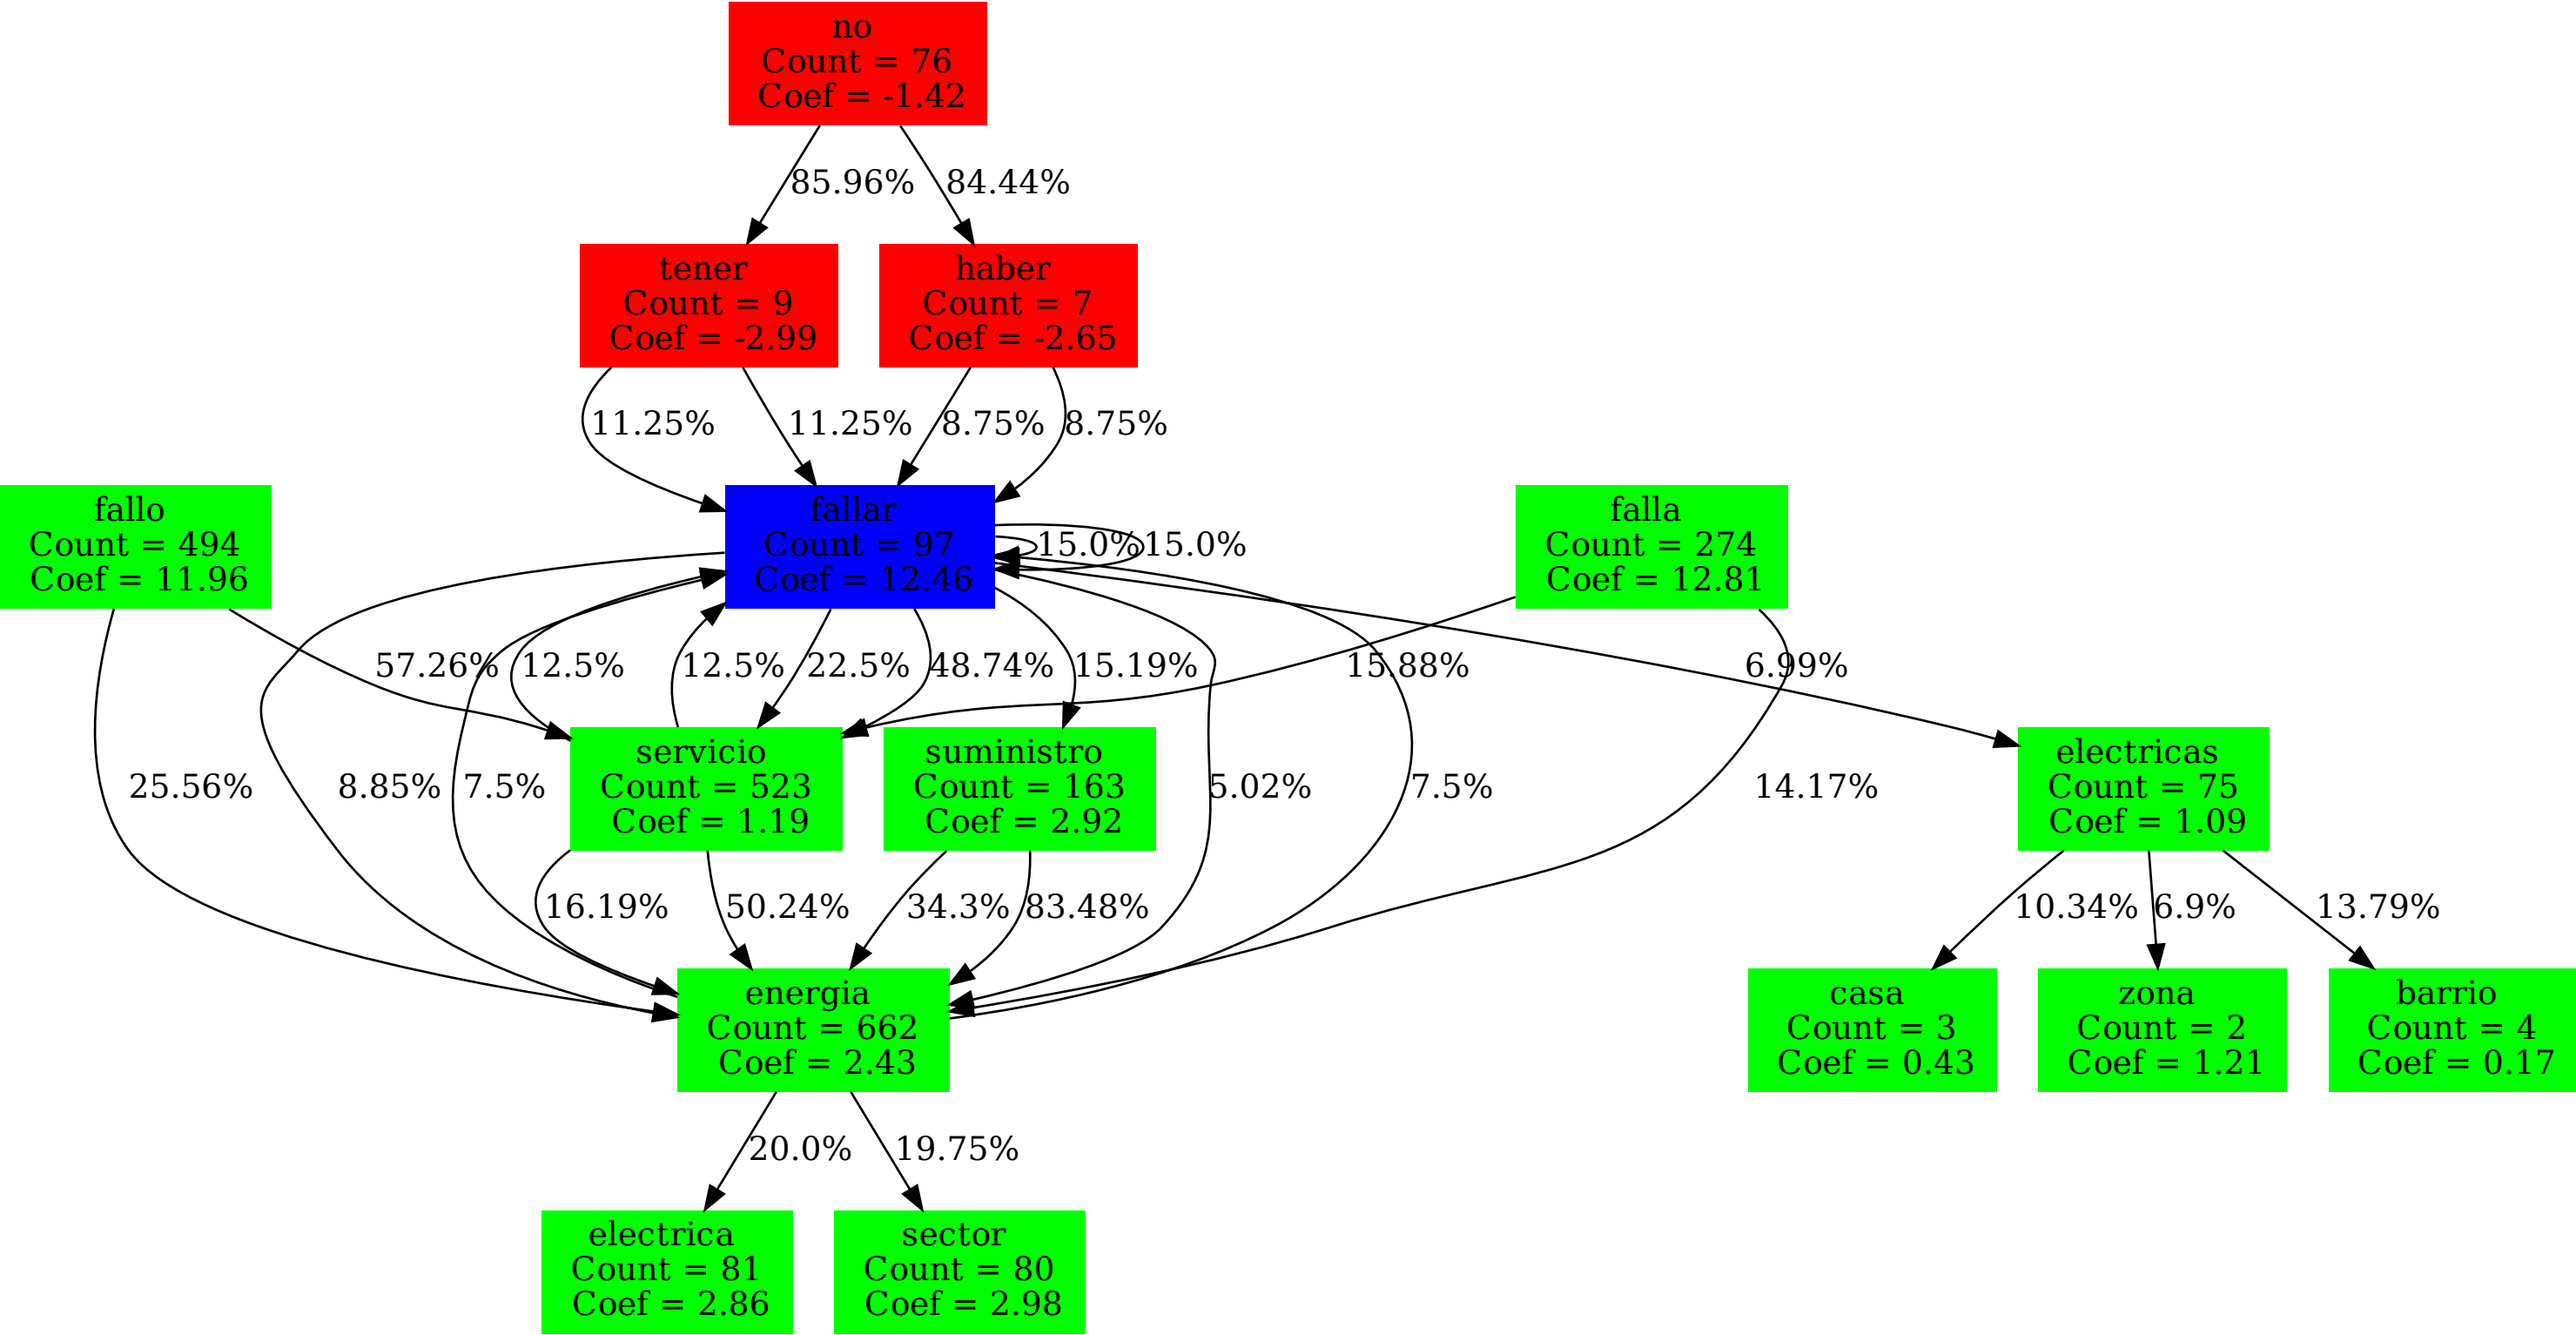 no
Count = 76
Coef = -1.42
85.96%
84.44%
tener
Count = 9
Coef = -2.99
haber
Count = 7
Coef = -2.65
11.25%
11.25%
8.75%
8.75%
fallo
Count = 494
Coef = 11.96
fallar
Count = 97
Coef = 12.46
15.0%
15.0%
falla
Count = 274
Coef = 12.81
57.26%
12.5%
12.5%
22.5%
48.74%
15.19%
15.88%
6.99%
25.56%
8.85%
7.5%
servicio
Count = 523
Coef = 1.19
suministro
Count = 163
Coef = 2.92
5.02%
7.5%
14.17%
electricas
Count = 75
Coef = 1.09
16.19%
50.24%
34.3%
83.48%
10.34%
6.9%
13.79%
energia
Count = 662
Coef = 2.43
casa
Count = 3
Coef = 0.43
zona
Count = 2
Coef = 1.21
barrio
Count = 4
Coef = 0.17
20.0%
19.75%
electrica
Count = 81
Coef = 2.86
sector
Count = 80
Coef = 2.98